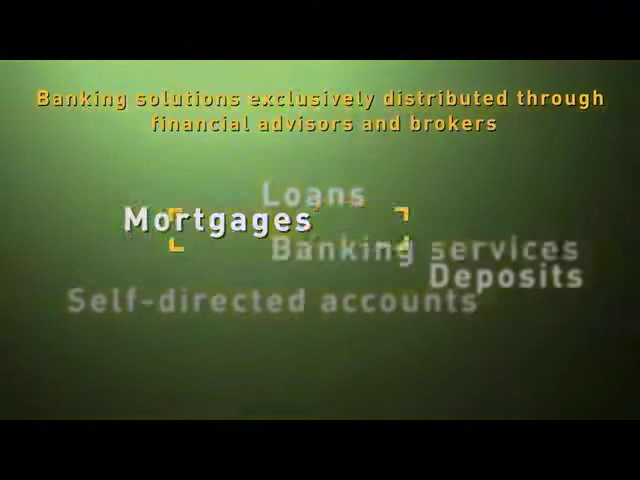 Banking solutions exclusively distributed through
financial advisors and brokers
Loans
Mortgages
Banking services
Deposits
Self-directed accounts